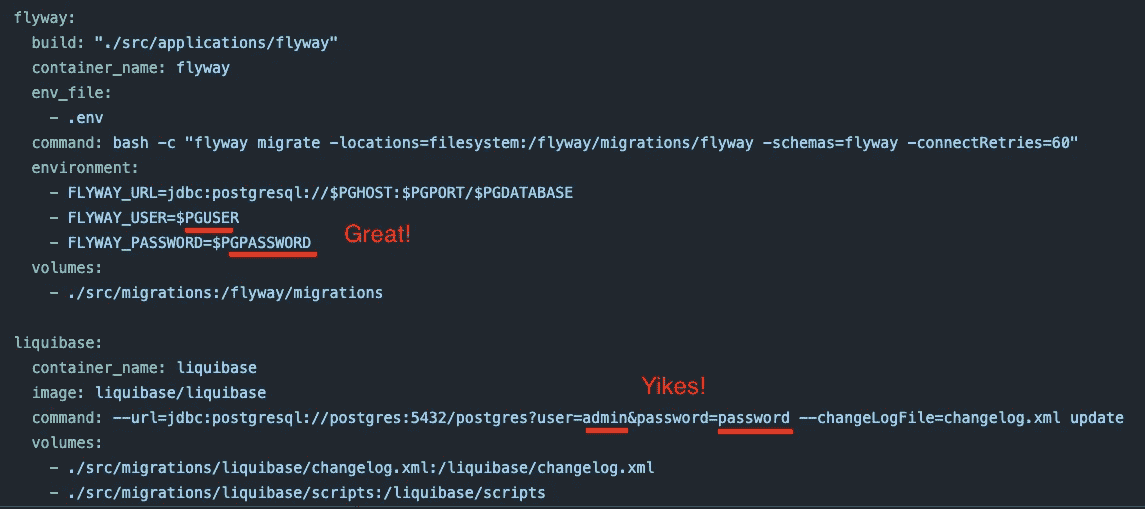 flyway:
  build: "./src/applications/flyway"
  container_name: flyway
  env_file:
    - .env
  command: bash -c "flyway migrate -locations=filesystem:/flyway/migrations/flyway -schemas=flyway -connectRetries=60"
  environment:
    - FLYWAY_URL=jdbc:postgresql://$PGHOST:$PGPORT/$PGDATABASE
    - FLYWAY_USER=$PGUSER
    - FLYWAY_PASSWORD=$PGPASSWORD
Great!
  volumes:
    - ./src/migrations:/flyway/migrations
liquibase:
  container_name: liquibase
Yikes!
  image: liquibase/liquibase
  command: --url=jdbc:postgresql://postgres:5432/postgres?user=admin&password=password --changeLogFile=changelog.xml update
  volumes:
    - ./src/migrations/liquibase/changelog.xml:/liquibase/changelog.xml
    - ./src/migrations/liquibase/scripts:/liquibase/scripts